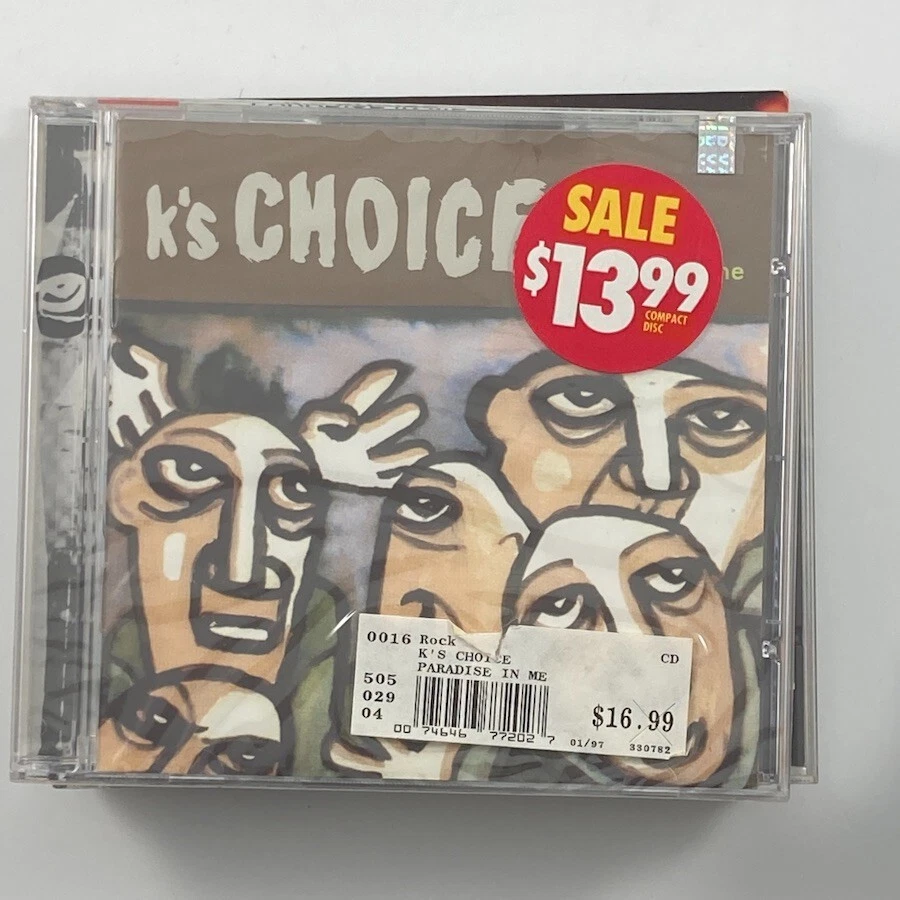 k's CHOICE
SALE
$13.99
COMPACT
DISC
me
0016 Rock
K'S CHOICE
PARADISE IN ME
CD
505
029
04
$16.99
00 74646 77202 7
01/97
330782